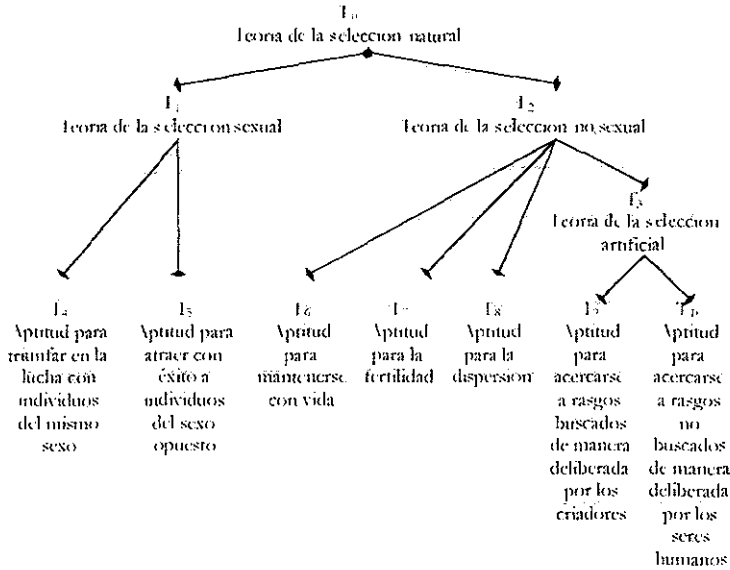 T₀
Teoría de la selección natural
T₁
Teoría de la selección sexual
T₂
Teoría de la selección no sexual
T₃
Teoría de la selección
artificial
T₄
Aptitud para
triunfar en la
lucha con
individuos
del mismo
sexo
T₅
Aptitud para
atraer con
éxito a
individuos
del sexo
opuesto
T₆
Aptitud
para
mantenerse
con vida
T₇
Aptitud
para la
fertilidad
T₈
Aptitud
para la
dispersión
T₉
Aptitud
para
acercarse
a rasgos
buscados
de manera
deliberada
por los
criadores
Aptitud
para
acercarse
a rasgos
no
buscados
de manera
deliberada
por los
seres
humanos